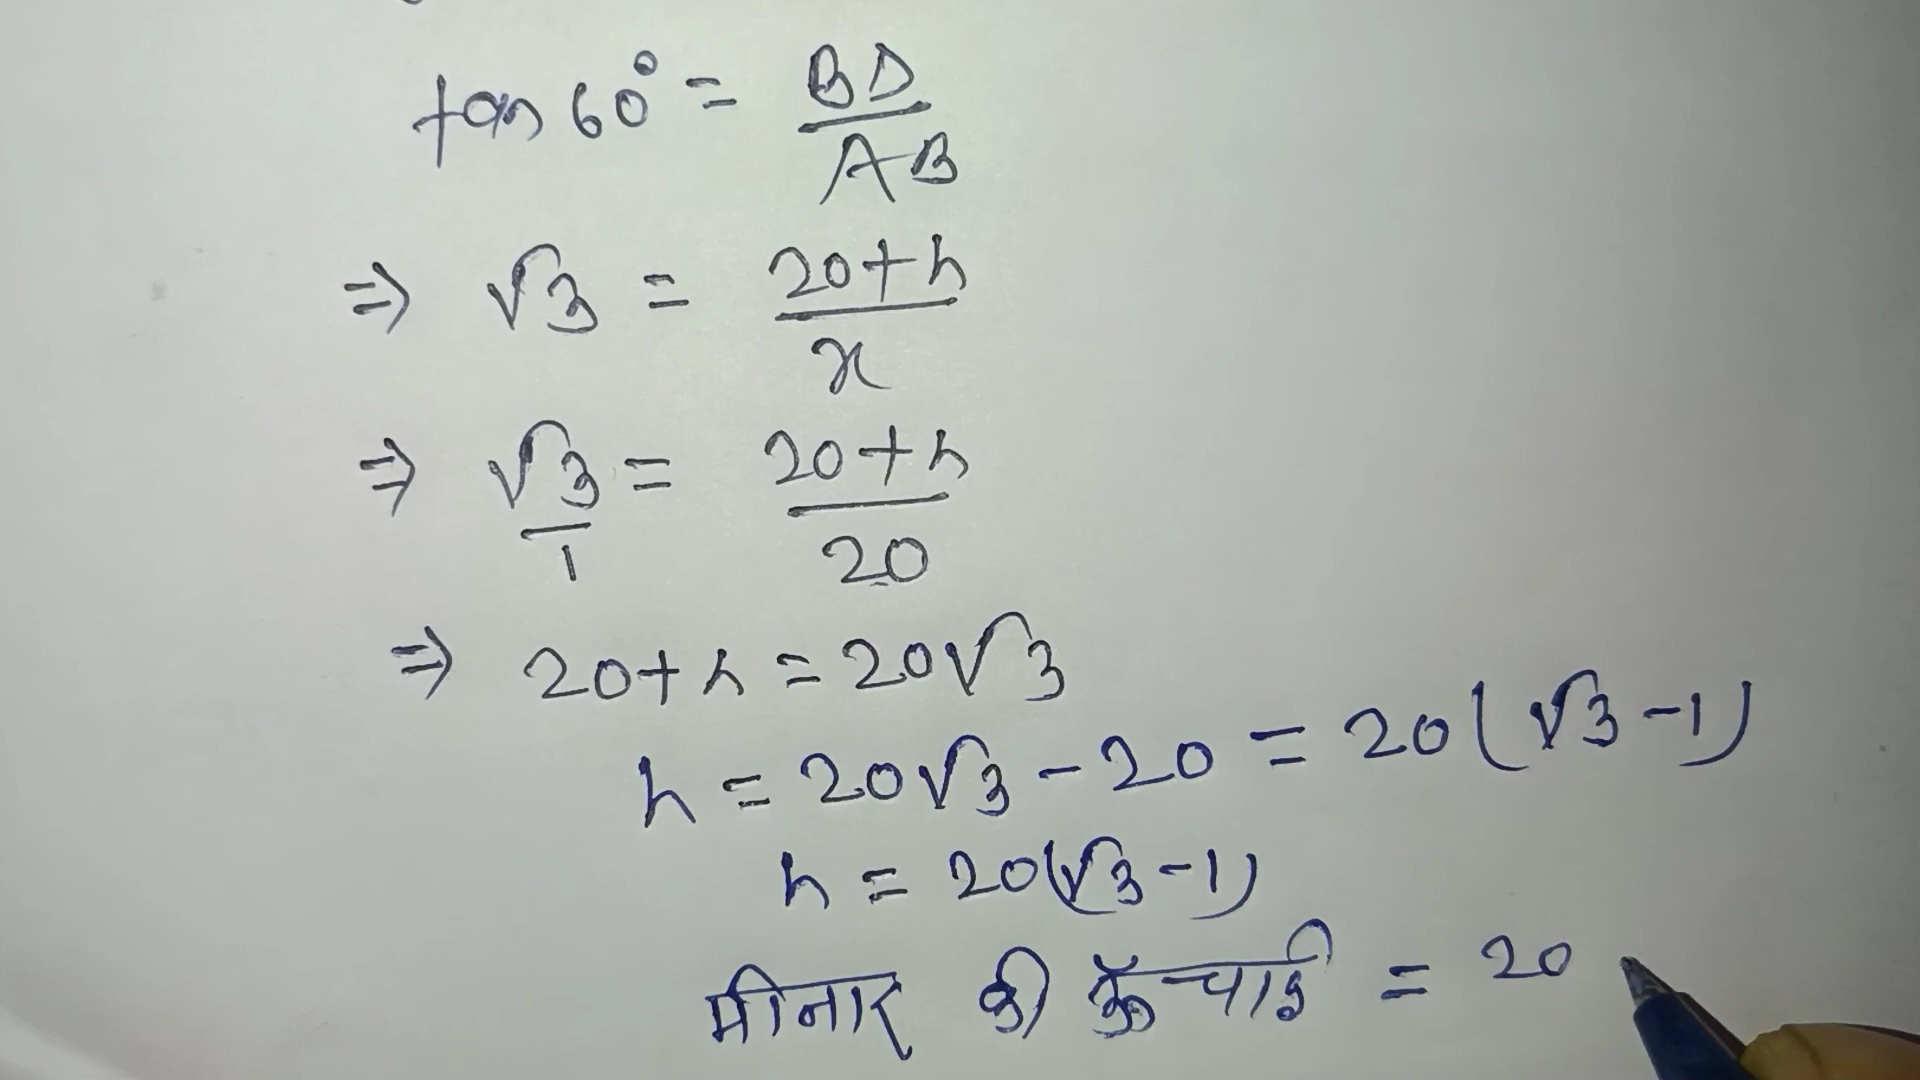 tan 60° = BD/AB
⇒ √3 = 20+h/x
⇒ √3/1 = 20+h/20
⇒ 20+h = 20√3
h = 20√3 - 20 = 20(√3-1)
h = 20(√3-1)
मीनार की ऊँचाई = 20